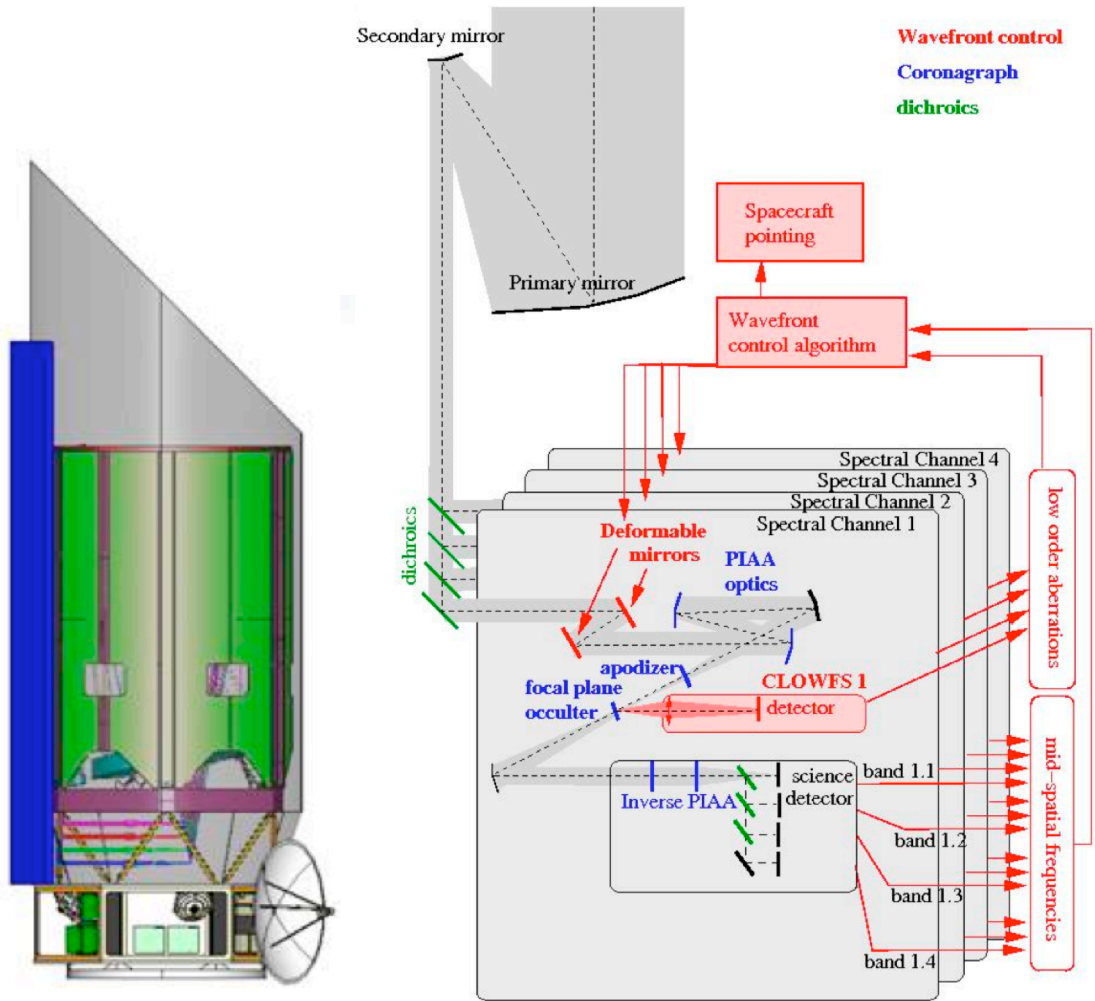 Secondary mirror
Wavefront control
Coronagraph
dichroics
Spacecraft
pointing
Primary mirror
Wavefront
control algorithm
Spectral Channel 4
Spectral Channel 3
Spectral Channel 2
Spectral Channel 1
dichroics
Deformable
mirrors
PIAA
optics
low order aberrations
apodizer
focal plane
occulter
CLOWFS 1
detector
Inverse PIAA
science
detector
band 1.1
band 1.2
band 1.3
band 1.4
mid-spatial frequencies